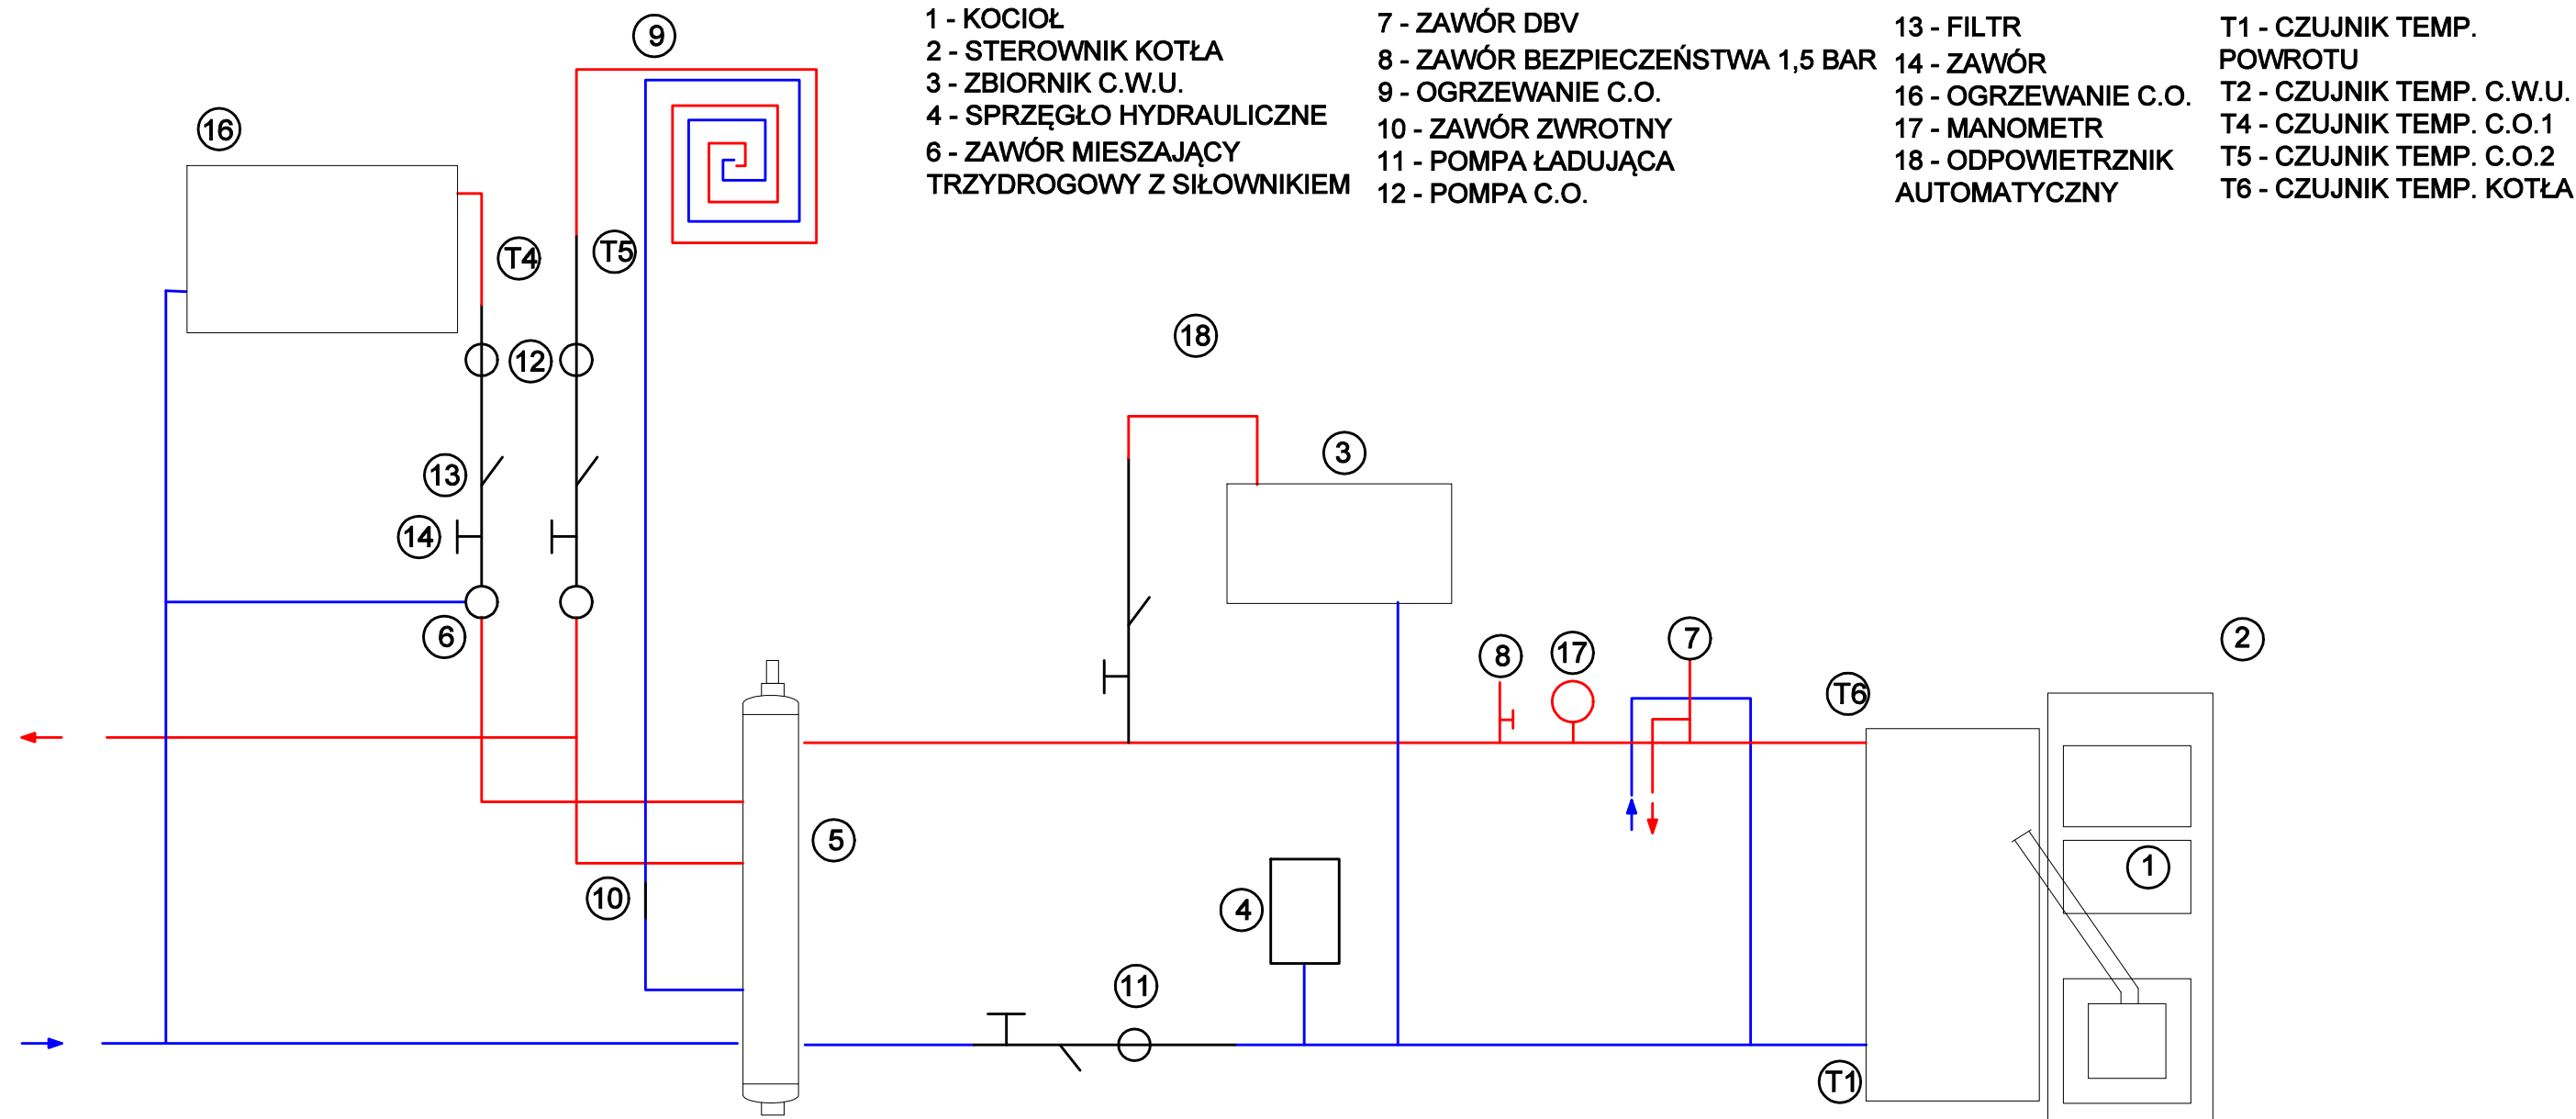 1 - KOCIOŁ
2 - STEROWNIK KOTŁA
3 - ZBIORNIK C.W.U.
4 - SPRZĘGŁO HYDRAULICZNE
6 - ZAWÓR MIESZAJĄCY
TRZYDROGOWY Z SIŁOWNIKIEM
7 - ZAWÓR DBV
8 - ZAWÓR BEZPIECZEŃSTWA 1,5 BAR
9 - OGRZEWANIE C.O.
10 - ZAWÓR ZWROTNY
11 - POMPA ŁADUJĄCA
12 - POMPA C.O.
13 - FILTR
14 - ZAWÓR
16 - OGRZEWANIE C.O.
17 - MANOMETR
18 - ODPOWIETRZNIK
AUTOMATYCZNY
T1 - CZUJNIK TEMP.
POWROTU
T2 - CZUJNIK TEMP. C.W.U.
T4 - CZUJNIK TEMP. C.O.1
T5 - CZUJNIK TEMP. C.O.2
T6 - CZUJNIK TEMP. KOTŁA
9
16
T4
T5
18
12
3
13
14
6
8
17
7
2
T6
5
1
10
4
11
T1